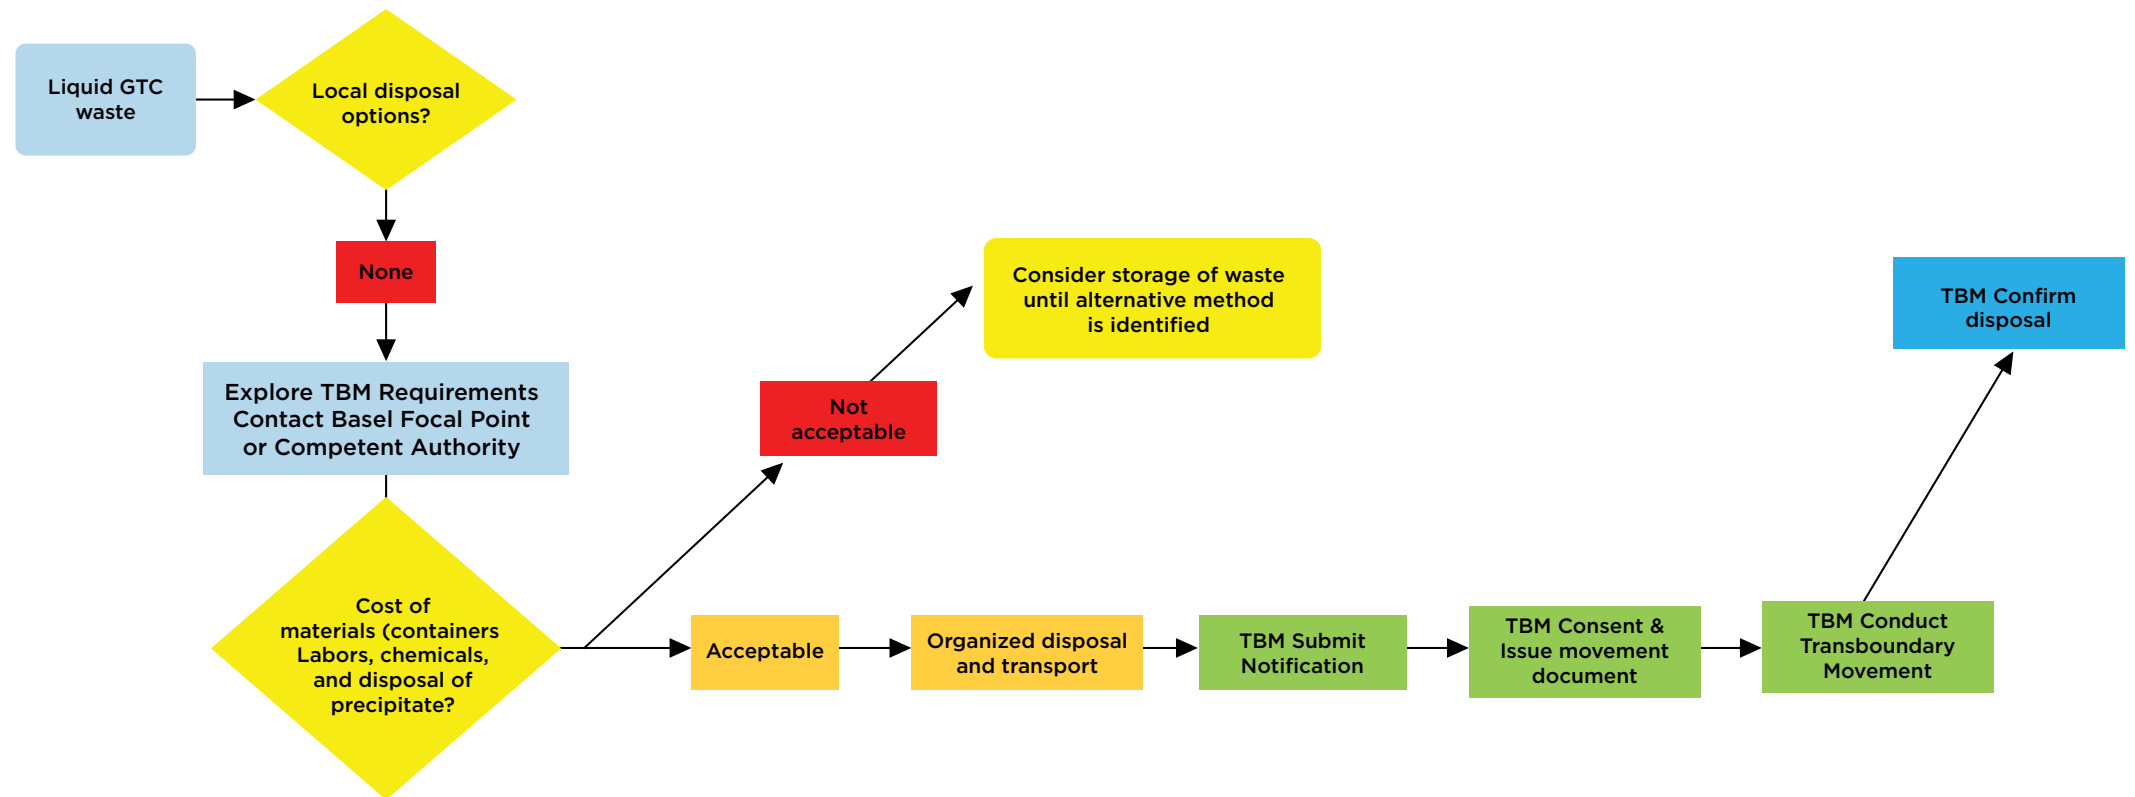 Liquid GTC
waste
Local disposal
options?
None
Explore TBM Requirements
Contact Basel Focal Point
or Competent Authority
Cost of
materials (containers
Labors, chemicals,
and disposal of
precipitate?
Not
acceptable
Consider storage of waste
until alternative method
is identified
Acceptable
Organized disposal
and transport
TBM Submit
Notification
TBM Consent &
Issue movement
document
TBM Conduct
Transboundary
Movement
TBM Confirm
disposal